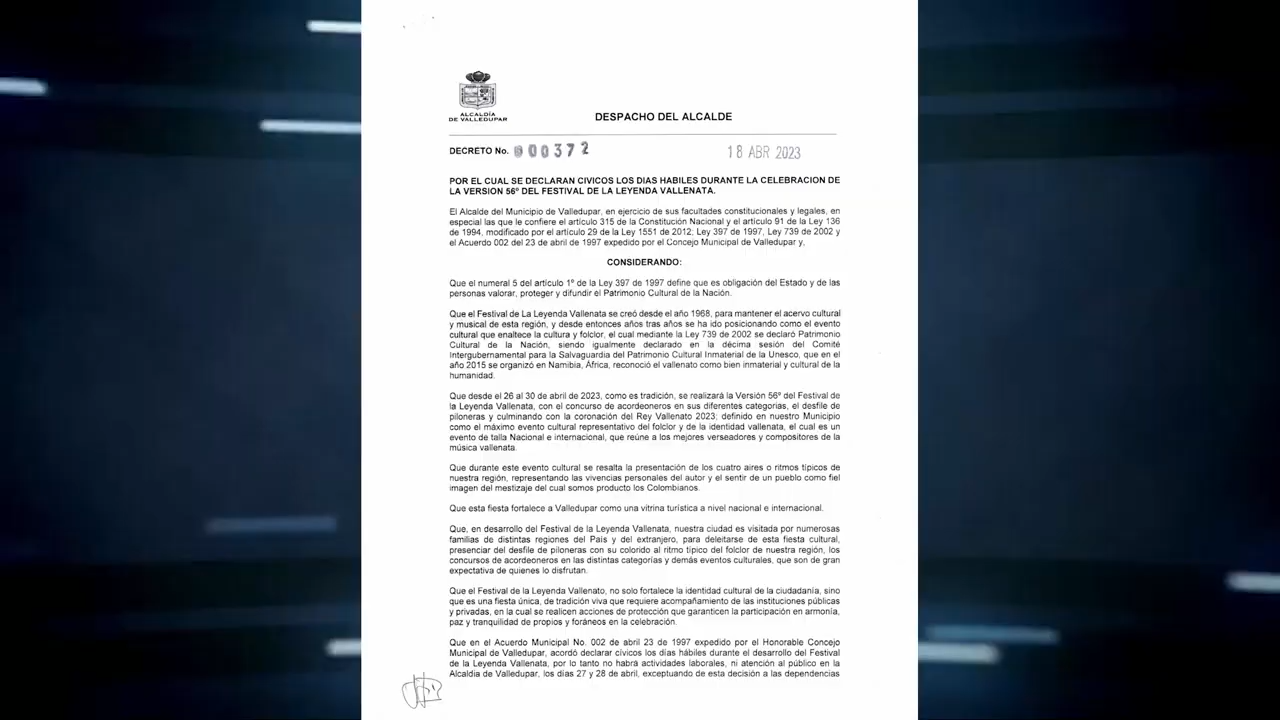 ALCALDÍA
DE VALLEDUPAR
DESPACHO DEL ALCALDE
DECRETO No. 000372
18 ABR 2023
POR EL CUAL SE DECLARAN CIVICOS LOS DIAS HABILES DURANTE LA CELEBRACION DE
LA VERSION 56º DEL FESTIVAL DE LA LEYENDA VALLENATA.
El Alcalde del Municipio de Valledupar, en ejercicio de sus facultades constitucionales y legales, en
especial las que le confiere el artículo 315 de la Constitución Nacional y el artículo 91 de la Ley 136
de 1994, modificado por el artículo 29 de la Ley 1551 de 2012; Ley 397 de 1997, Ley 739 de 2002 y
el Acuerdo 002 del 23 de abril de 1997 expedido por el Concejo Municipal de Valledupar y,
CONSIDERANDO:
Que el numeral 5 del artículo 1º de la Ley 397 de 1997 define que es obligación del Estado y de las
personas valorar, proteger y difundir el Patrimonio Cultural de la Nación.
Que el Festival de La Leyenda Vallenata se creó desde el año 1968, para mantener el acervo cultural
y musical de esta región, y desde entonces años tras años se ha ido posicionando como el evento
cultural que enaltece la cultura y folclor, el cual mediante la Ley 739 de 2002 se declaró Patrimonio
Cultural de la Nación, siendo igualmente declarado en la décima sesión del Comité
Intergubernamental para la Salvaguardia del Patrimonio Cultural Inmaterial de la Unesco, que en el
año 2015 se organizó en Namibia, África, reconoció el vallenato como bien inmaterial y cultural de la
humanidad.
Que desde el 26 al 30 de abril de 2023, como es tradición, se realizará la Versión 56º del Festival de
la Leyenda Vallenata, con el concurso de acordeoneros en sus diferentes categorías, el desfile de
piloneras y culminando con la coronación del Rey Vallenato 2023; definido en nuestro Municipio
como el máximo evento cultural representativo del folclor y de la identidad vallenata, el cual es un
evento de talla Nacional e internacional, que reúne a los mejores verseadores y compositores de la
música vallenata.
Que durante este evento cultural se resalta la presentación de los cuatro aires o ritmos típicos de
nuestra región, representando las vivencias personales del autor y el sentir de un pueblo como fiel
imagen del mestizaje del cual somos producto los Colombianos.
Que esta fiesta fortalece a Valledupar como una vitrina turística a nivel nacional e internacional.
Que, en desarrollo del Festival de la Leyenda Vallenata, nuestra ciudad es visitada por numerosas
familias de distintas regiones del País y del extranjero, para deleitarse de esta fiesta cultural,
presenciar del desfile de piloneras con su colorido al ritmo típico del folclor de nuestra región, los
concursos de acordeoneros en las distintas categorías y demás eventos culturales, que son de gran
expectativa de quienes lo disfrutan.
Que el Festival de la Leyenda Vallenato, no solo fortalece la identidad cultural de la ciudadanía, sino
que es una fiesta única, de tradición viva que requiere acompañamiento de las instituciones públicas
y privadas, en la cual se realicen acciones de protección que garanticen la participación en armonía,
paz y tranquilidad de propios y foráneos en la celebración.
Que en el Acuerdo Municipal No. 002 de abril 23 de 1997 expedido por el Honorable Concejo
Municipal de Valledupar, acordó declarar cívicos los días hábiles durante el desarrollo del Festival
de la Leyenda Vallenata, por lo tanto no habrá actividades laborales, ni atención al público en la
Alcaldía de Valledupar, los días 27 y 28 de abril, exceptuando de esta decisión a las dependencias